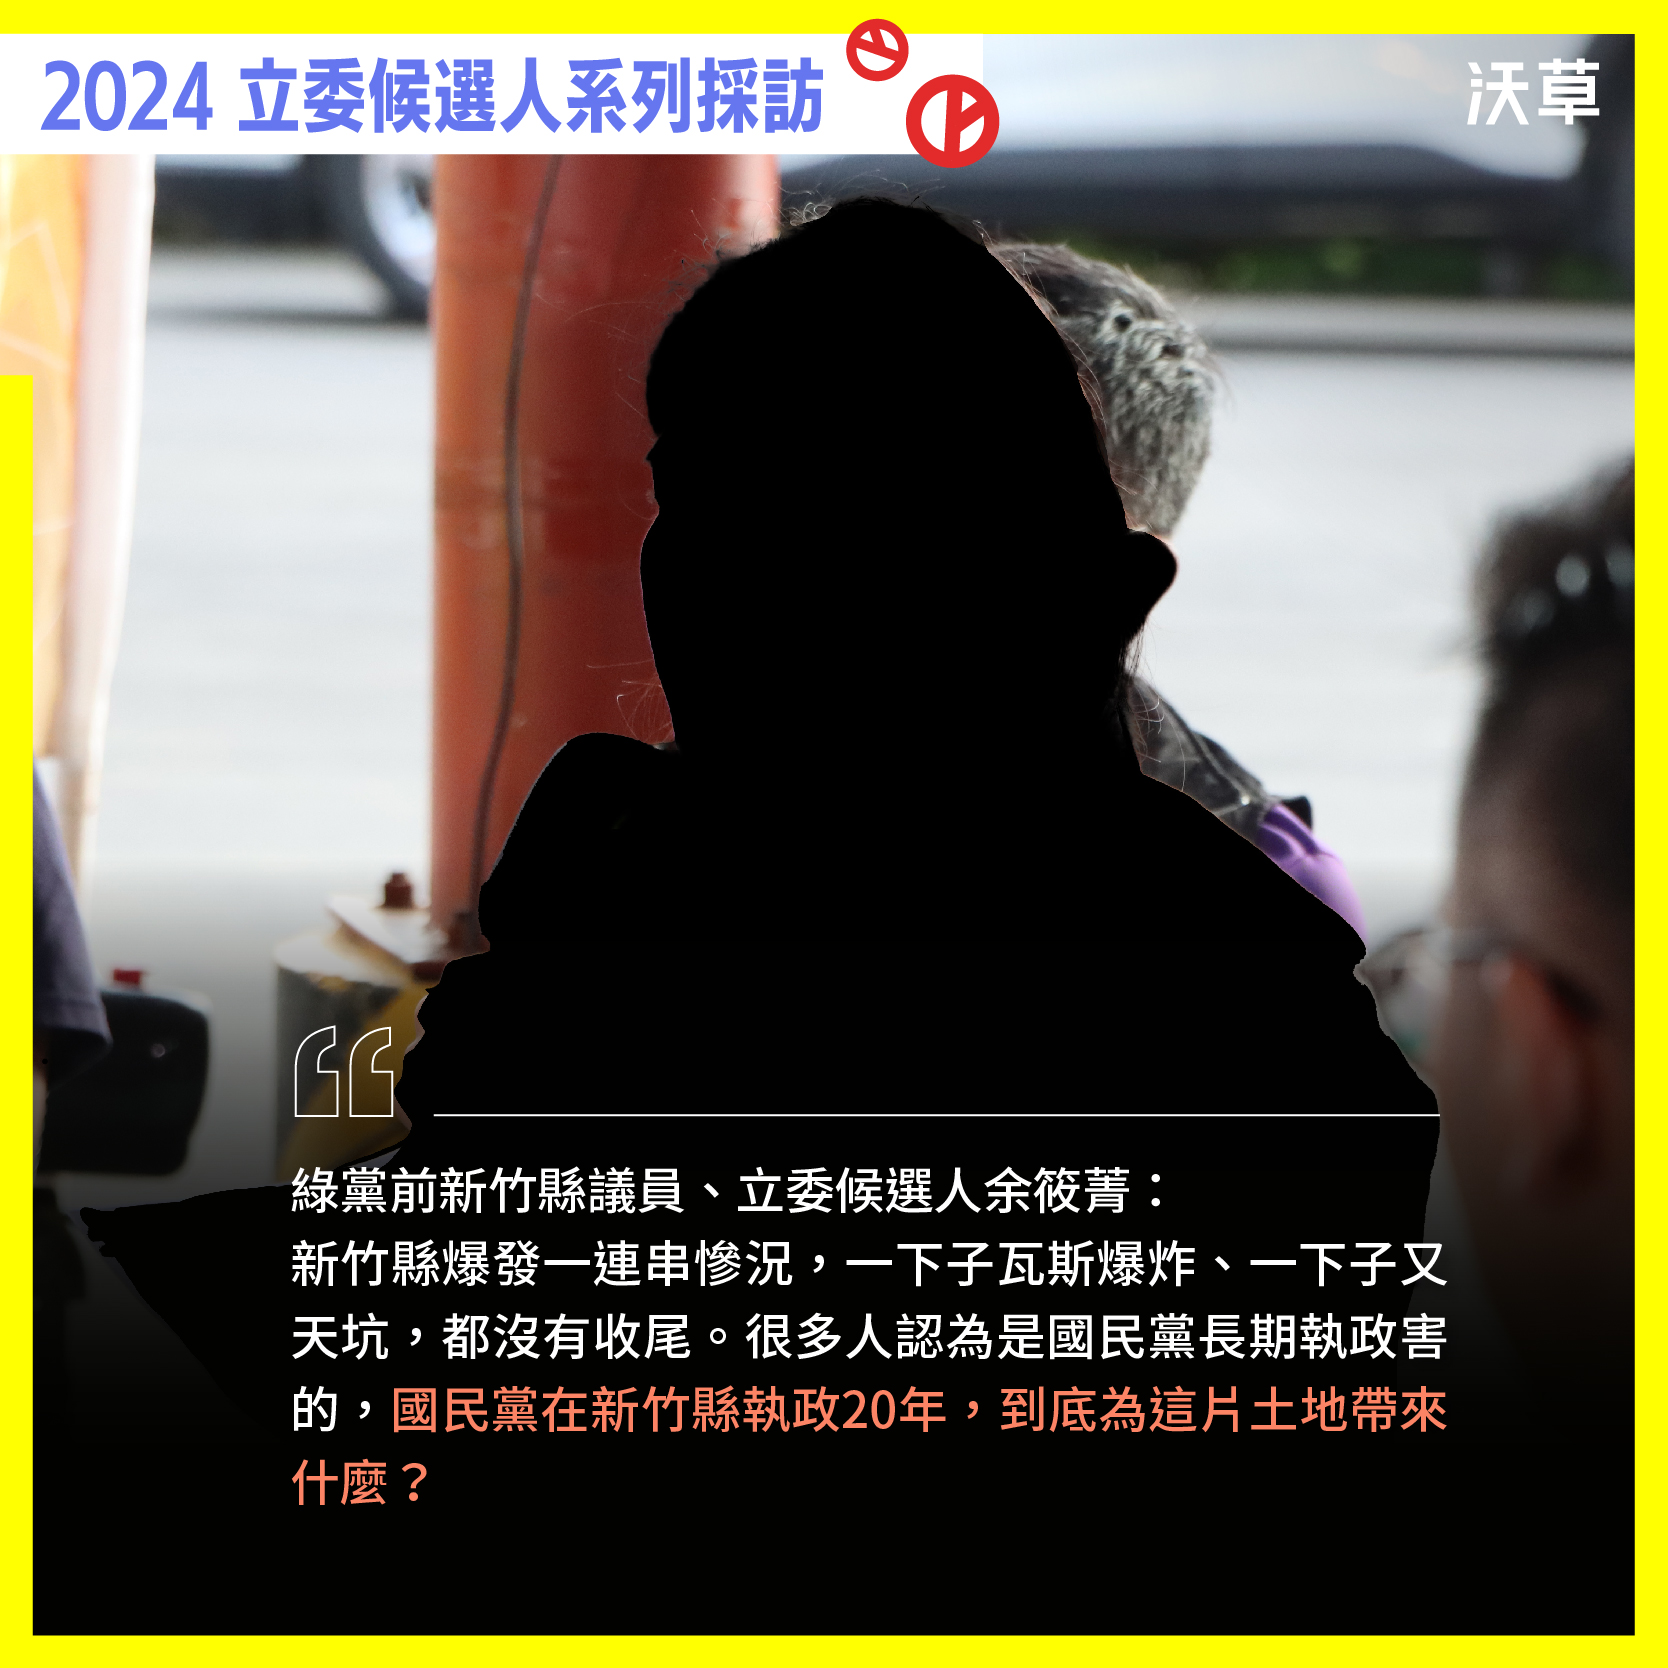 2024 立委候選人系列採訪
沃草
綠黨前新竹縣議員、立委候選人余筱菁：
新竹縣爆發一連串慘況，一下子瓦斯爆炸、一下子又
天坑，都沒有收尾。很多人認為是國民黨長期執政害
的，國民黨在新竹縣執政20年，到底為這片土地帶來
什麼？